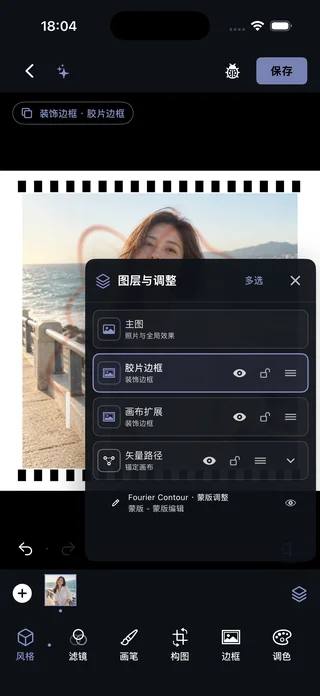 18:04
保存
装饰边框 · 胶片边框
图层与调整
多选
主图
照片与全局效果
胶片边框
装饰边框
画布扩展
装饰边框
矢量路径
锚定画布
Fourier Contour · 蒙版调整
蒙版 - 蒙版编辑
风格
滤镜
画笔
构图
边框
调色